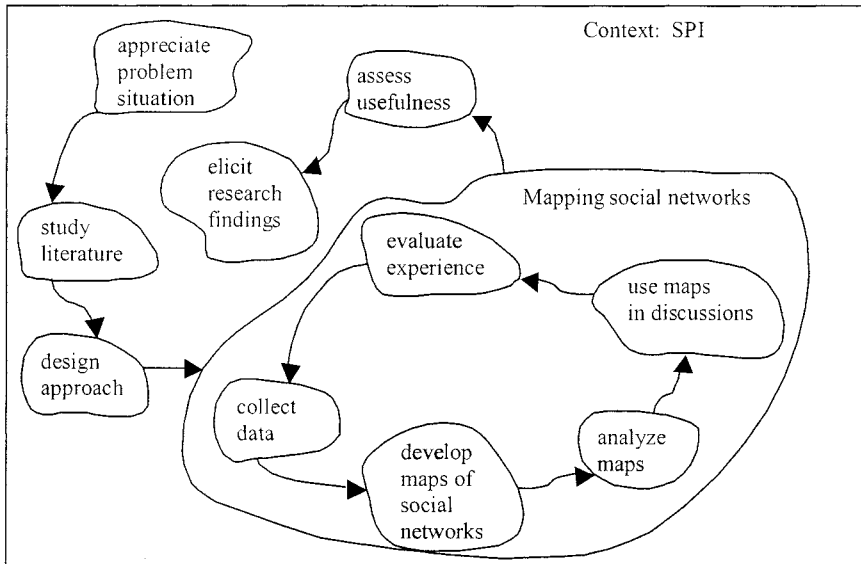 Context: SPI
appreciate
problem
situation
assess
usefulness
elicit
research
findings
Mapping social networks
study
literature
evaluate
experience
use maps
in discussions
design
approach
collect
data
develop
maps of
social
networks
analyze
maps